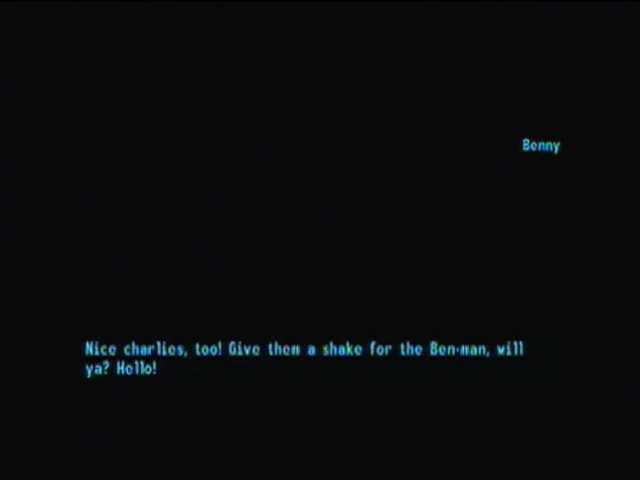 Benny
Nice charlies, too! Give them a shake for the Ben-man, will
ya? Hello!